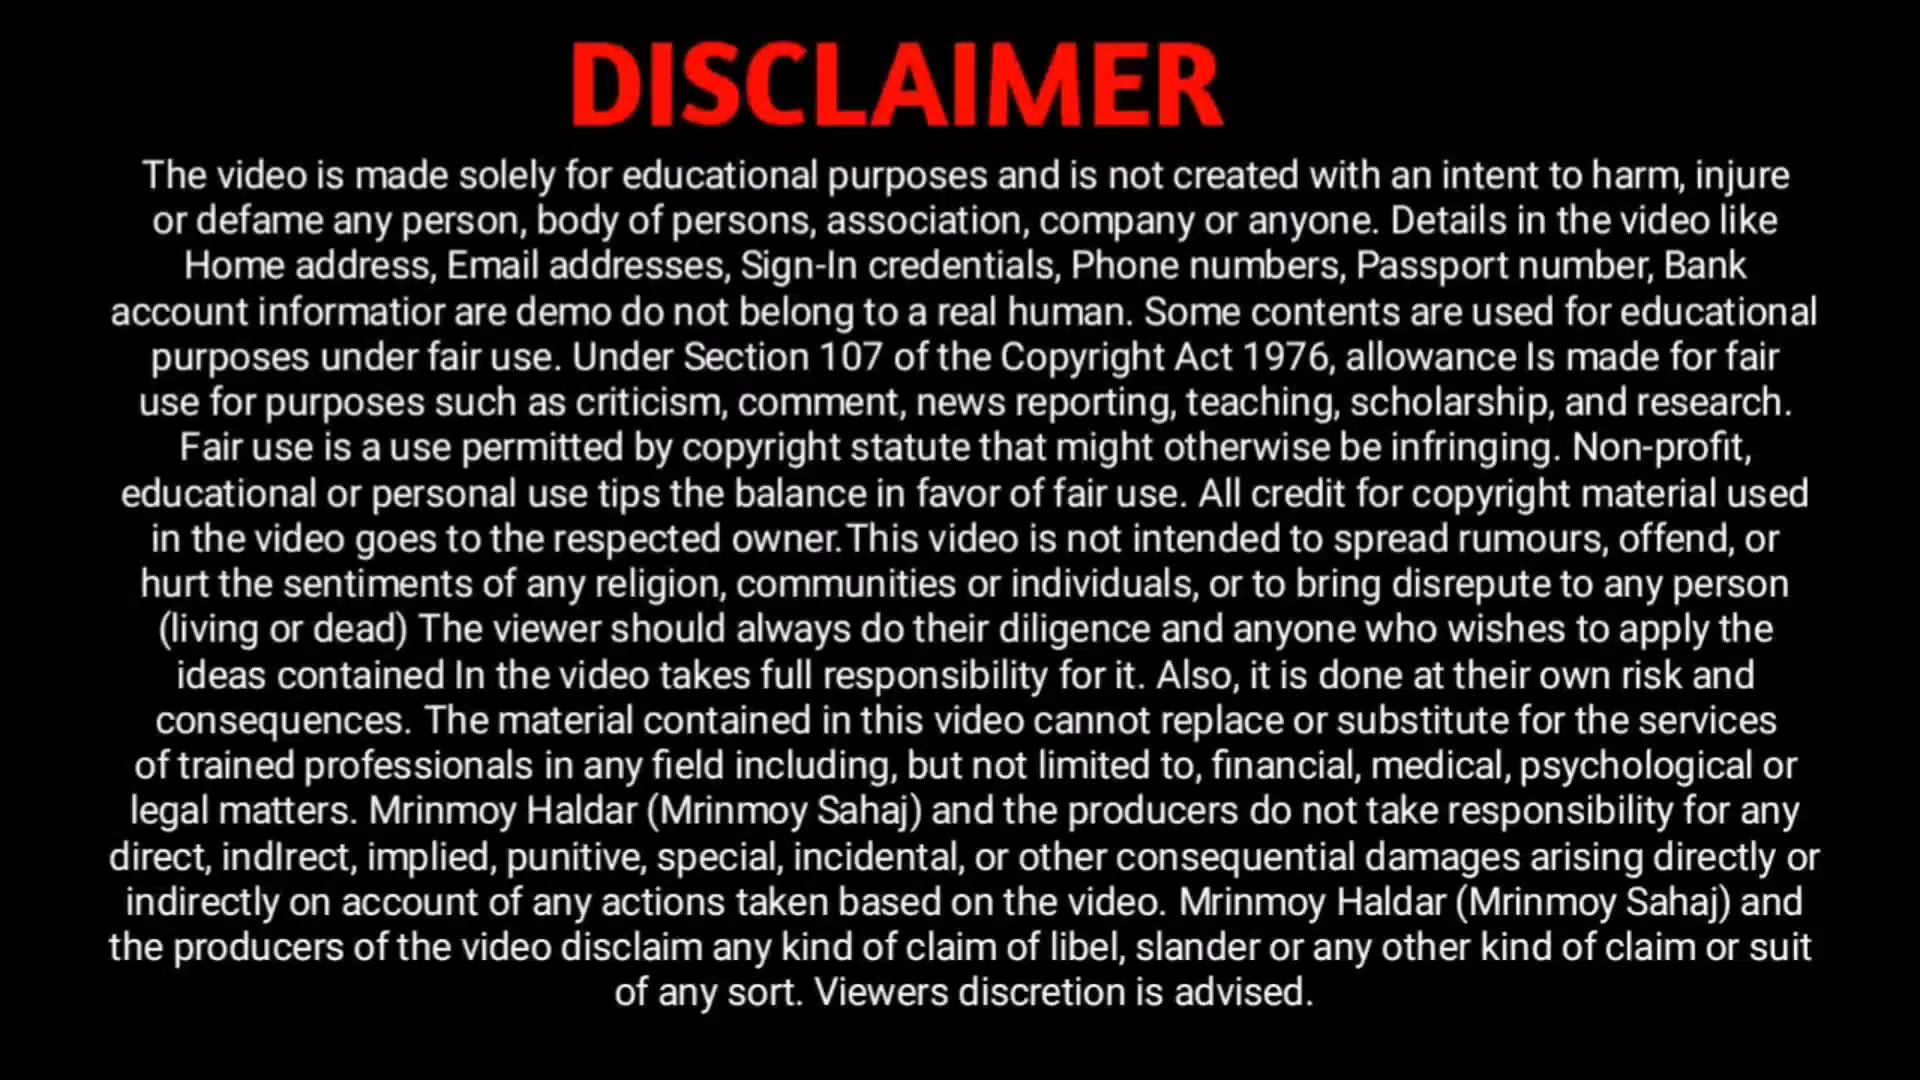 DISCLAIMER
The video is made solely for educational purposes and is not created with an intent to harm, injure
or defame any person, body of persons, association, company or anyone. Details in the video like
Home address, Email addresses, Sign-In credentials, Phone numbers, Passport number, Bank
account informatior are demo do not belong to a real human. Some contents are used for educational
purposes under fair use. Under Section 107 of the Copyright Act 1976, allowance Is made for fair
use for purposes such as criticism, comment, news reporting, teaching, scholarship, and research.
Fair use is a use permitted by copyright statute that might otherwise be infringing. Non-profit,
educational or personal use tips the balance in favor of fair use. All credit for copyright material used
in the video goes to the respected owner.This video is not intended to spread rumours, offend, or
hurt the sentiments of any religion, communities or individuals, or to bring disrepute to any person
(living or dead) The viewer should always do their diligence and anyone who wishes to apply the
ideas contained In the video takes full responsibility for it. Also, it is done at their own risk and
consequences. The material contained in this video cannot replace or substitute for the services
of trained professionals in any field including, but not limited to, financial, medical, psychological or
legal matters. Mrinmoy Haldar (Mrinmoy Sahaj) and the producers do not take responsibility for any
direct, indIrect, implied, punitive, special, incidental, or other consequential damages arising directly or
indirectly on account of any actions taken based on the video. Mrinmoy Haldar (Mrinmoy Sahaj) and
the producers of the video disclaim any kind of claim of libel, slander or any other kind of claim or suit
of any sort. Viewers discretion is advised.